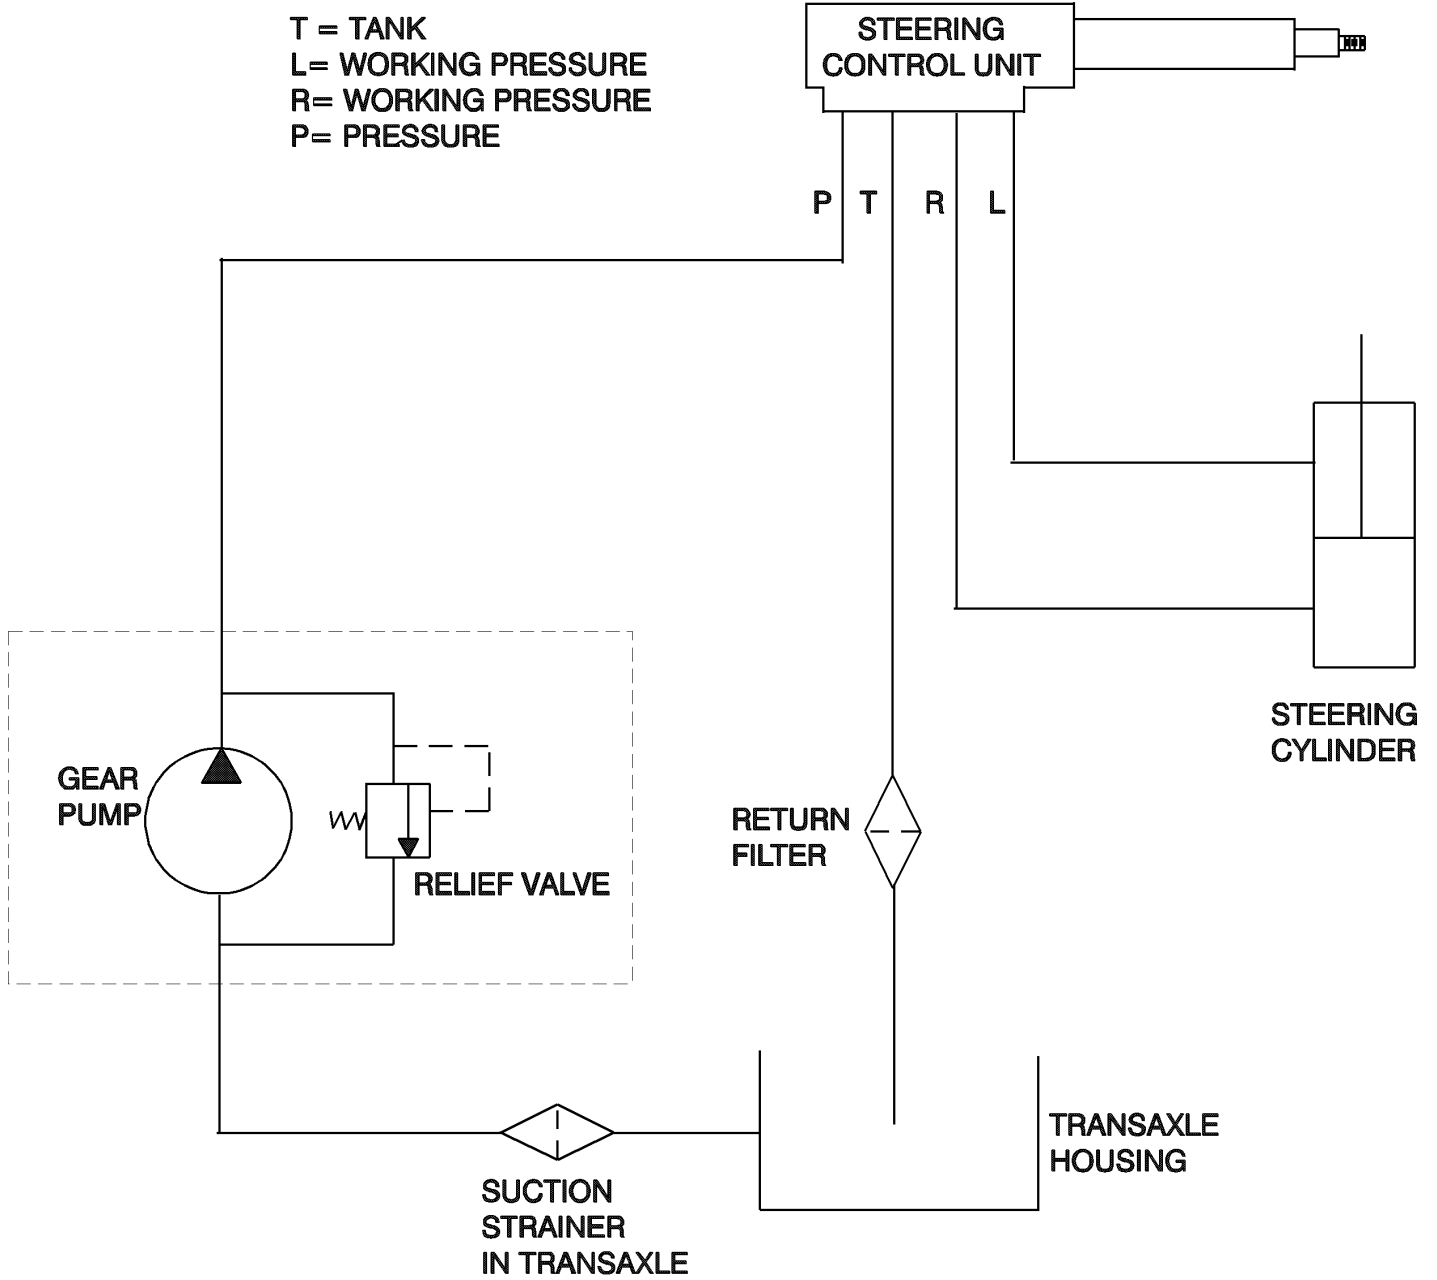 T = TANK
L= WORKING PRESSURE
R= WORKING PRESSURE
P= PRESSURE
STEERING
CONTROL UNIT
P T R L
STEERING
CYLINDER
GEAR
PUMP
RELIEF VALVE
RETURN
FILTER
TRANSAXLE
HOUSING
SUCTION
STRAINER
IN TRANSAXLE